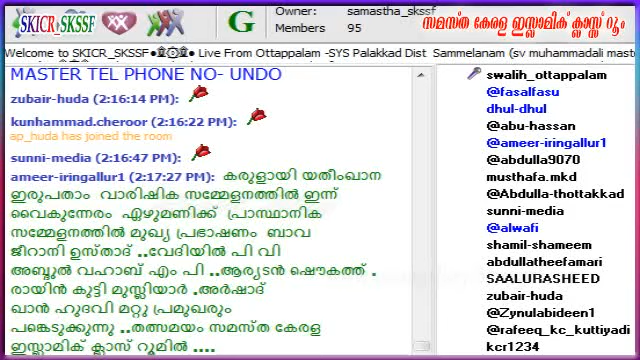 SKICR_SKSSF
G
Owner: samastha_skssf
Members 95
സമസ്ത കേരള ഇസ്ലാമിക് ക്ലാസ്സ് റൂം
Welcome to SKICR_SKSSF Live From Ottappalam -SYS Palakkad Dist Sammelanam (sv muhammadali mast
MASTER TEL PHONE NO- UNDO
zubair-huda (2:16:14 PM):
kunhammad.cheroor (2:16:22 PM):
ap_huda has joined the room
sunni-media (2:16:47 PM):
ameer-iringallur1 (2:17:27 PM): കരുളായി യതീംഖാന
ഇരുപതാം വാരിഷിക സമ്മേളനത്തില്‍ ഇന്ന്
വൈകുന്നേരം എഴുമണിക്ക് പ്രാസ്ഥാനിക
സമ്മേളനത്തില്‍ മുഖ്യ പ്രഭാഷണം ബാവ
ജീറാനി ഉസ്താദ് ..വേദിയില്‍ പി വി
അബ്ദുല്‍ വഹാബ് എം പി ..ആര്യടന്‍ ഷൌകത്ത് .
രായിന്‍ കുട്ടി മുസ്ലിയാര്‍ .അര്‍ഷാദ്
ഖാന്‍ ഹുദവി മറ്റു പ്രമുഖരും
പങ്കെടുക്കുന്നു ..തത്സമയം സമസ്ത കേരള
ഇസ്ലാമിക് ക്ലാസ് റൂമില്‍ ....
swalih_ottappalam
@fasalfasu
dhul-dhul
@abu-hassan
@ameer-iringallur1
@abdulla9070
musthafa.mkd
@Abdulla-thottakkad
sunni-media
@alwafi
shamil-shameem
abdullatheefamari
SAALURASHEED
zubair-huda
@Zynulabideen1
@rafeeq_kc_kuttiyadi
kcr1234